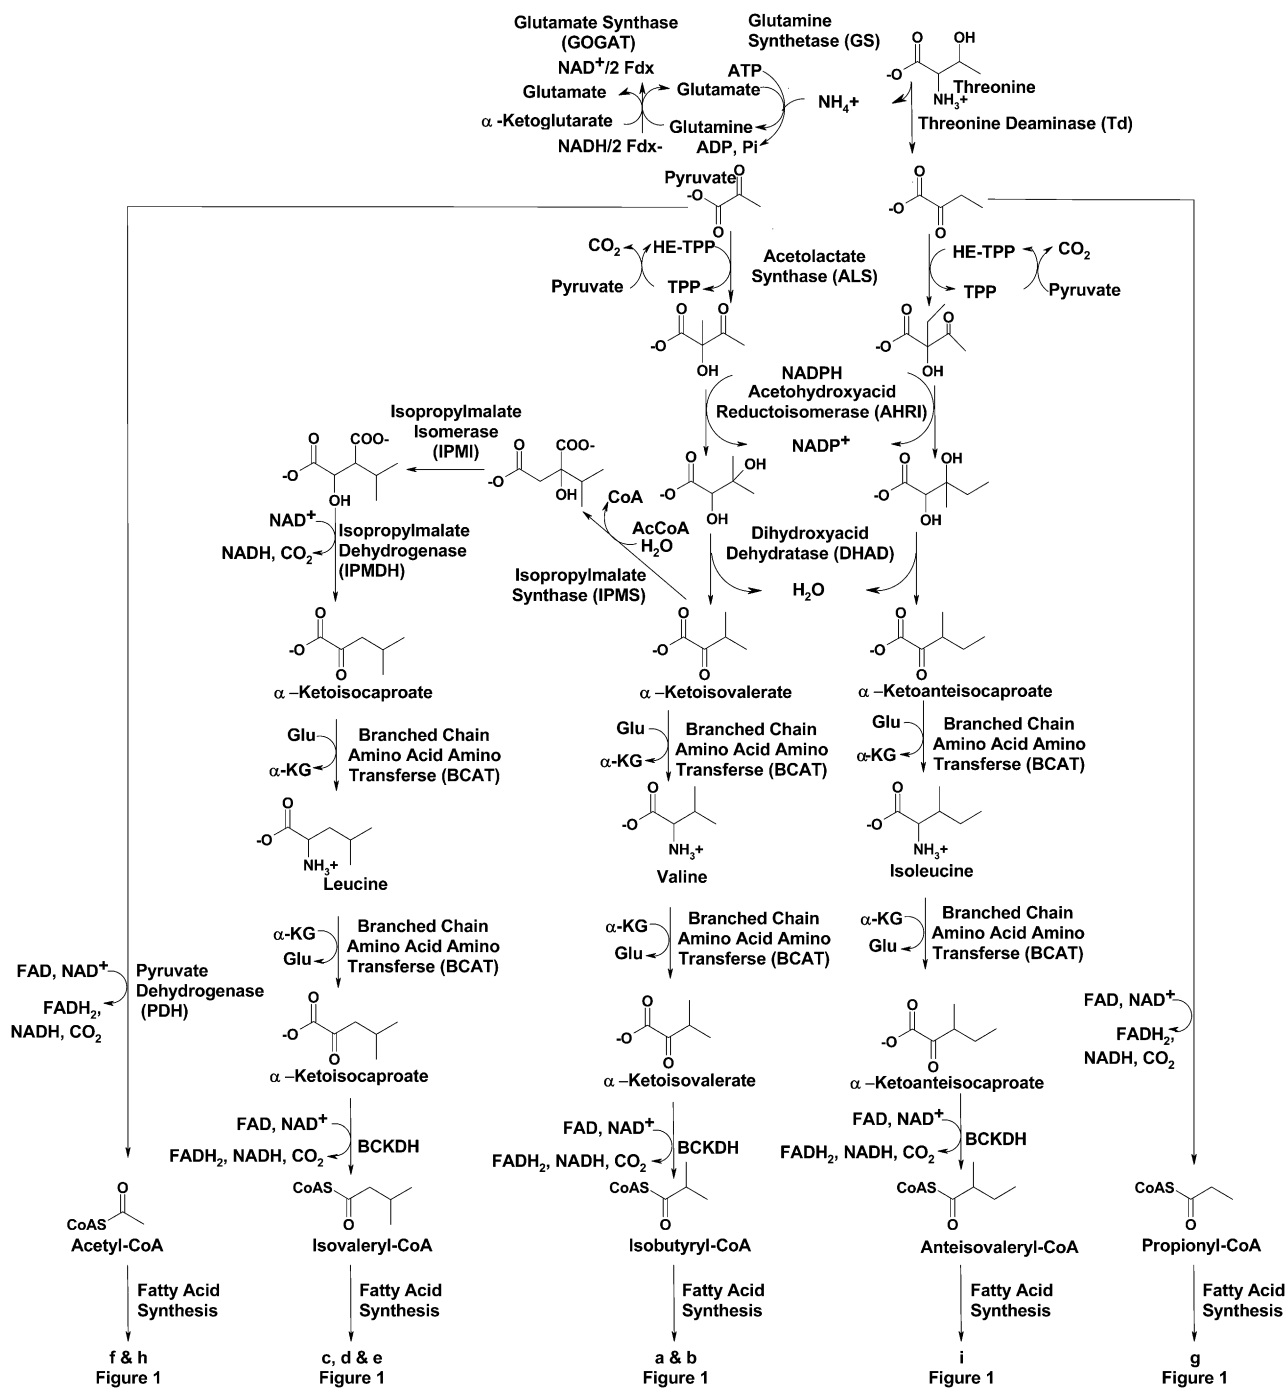 Glutamate Synthase
(GOGAT)
NAD+/2 Fdx
Glutamate
α -Ketoglutarate
NADH/2 Fdx-
Glutamine
Synthetase (GS)
ATP
Glutamate
Glutamine
ADP, Pi
NH4+
O
OH
-O
NH3+
Threonine
Threonine Deaminase (Td)
Pyruvate
O
-O
O
O
-O
O
CO2
HE-TPP
Pyruvate
TPP
Acetolactate
Synthase (ALS)
HE-TPP
CO2
TPP
Pyruvate
O
O
-O
OH
O
O
-O
OH
NADPH
Acetohydroxyacid
Reductoisomerase (AHRI)
NADP+
Isopropylmalate
Isomerase
(IPMI)
O
COO-
-O
OH
O
COO-
-O
OH
O
OH
-O
OH
O
OH
-O
OH
CoA
AcCoA
H2O
NAD+
NADH, CO2
Isopropylmalate
Dehydrogenase
(IPMDH)
Isopropylmalate
Synthase (IPMS)
Dihydroxyacid
Dehydratase (DHAD)
H2O
O
-O
O
α –Ketoisocaproate
O
-O
O
α –Ketoisovalerate
O
-O
O
α –Ketoanteisocaproate
Glu
α-KG
Branched Chain
Amino Acid Amino
Transferse (BCAT)
Glu
α-KG
Branched Chain
Amino Acid Amino
Transferse (BCAT)
Glu
α-KG
Branched Chain
Amino Acid Amino
Transferse (BCAT)
O
-O
NH3+
Leucine
O
-O
NH3+
Valine
O
-O
NH3+
Isoleucine
α-KG
Glu
Branched Chain
Amino Acid Amino
Transferse (BCAT)
α-KG
Glu
Branched Chain
Amino Acid Amino
Transferse (BCAT)
α-KG
Glu
Branched Chain
Amino Acid Amino
Transferse (BCAT)
FAD, NAD+
FADH2,
NADH, CO2
Pyruvate
Dehydrogenase
(PDH)
O
-O
O
α –Ketoisocaproate
O
-O
O
α –Ketoisovalerate
O
-O
O
α –Ketoanteisocaproate
FAD, NAD+
FADH2,
NADH, CO2
FAD, NAD+
FADH2, NADH, CO2
BCKDH
FAD, NAD+
FADH2, NADH, CO2
BCKDH
FAD, NAD+
FADH2, NADH, CO2
BCKDH
O
CoAS
Acetyl-CoA
CoAS
O
Isovaleryl-CoA
CoAS
O
Isobutyryl-CoA
CoAS
O
Anteisovaleryl-CoA
CoAS
O
Propionyl-CoA
Fatty Acid
Synthesis
Fatty Acid
Synthesis
Fatty Acid
Synthesis
Fatty Acid
Synthesis
Fatty Acid
Synthesis
f & h
Figure 1
c, d & e
Figure 1
a & b
Figure 1
i
Figure 1
g
Figure 1